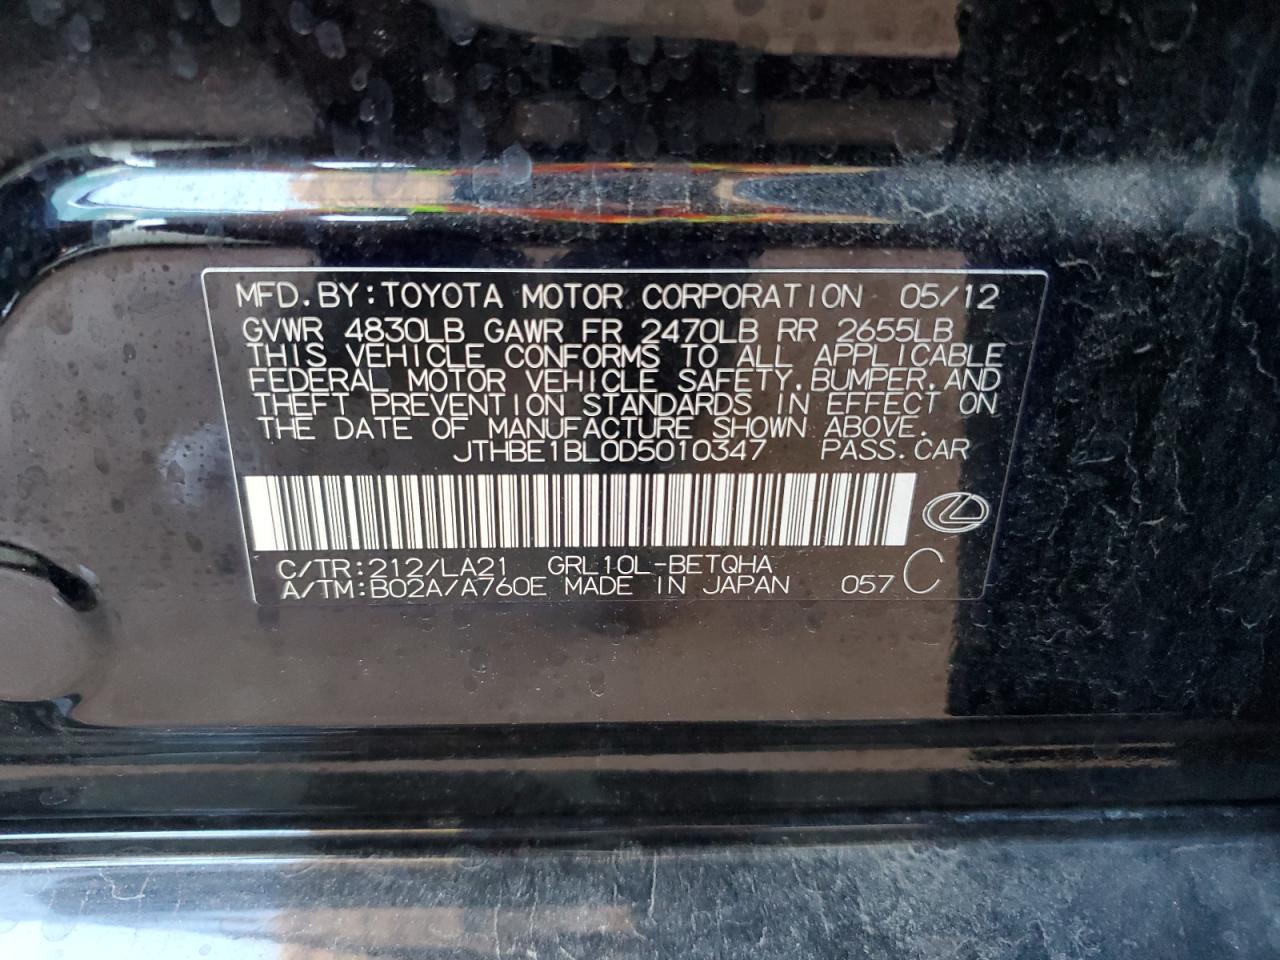 MFD.BY:TOYOTA MOTOR CORPORATION 05/12
GVWR 4830LB GAWR FR 2470LB RR 2655LB
THIS VEHICLE CONFORMS TO ALL APPLICABLE
FEDERAL MOTOR VEHICLE SAFETY,BUMPER,AND
THEFT PREVENTION STANDARDS IN EFFECT ON
THE DATE OF MANUFACTURE SHOWN ABOVE.
JTHBE1BL0D5010347 PASS.CAR
C/TR:212/LA21 GRL10L-BETQHA
A/TM:B02A/A760E MADE IN JAPAN 057 C